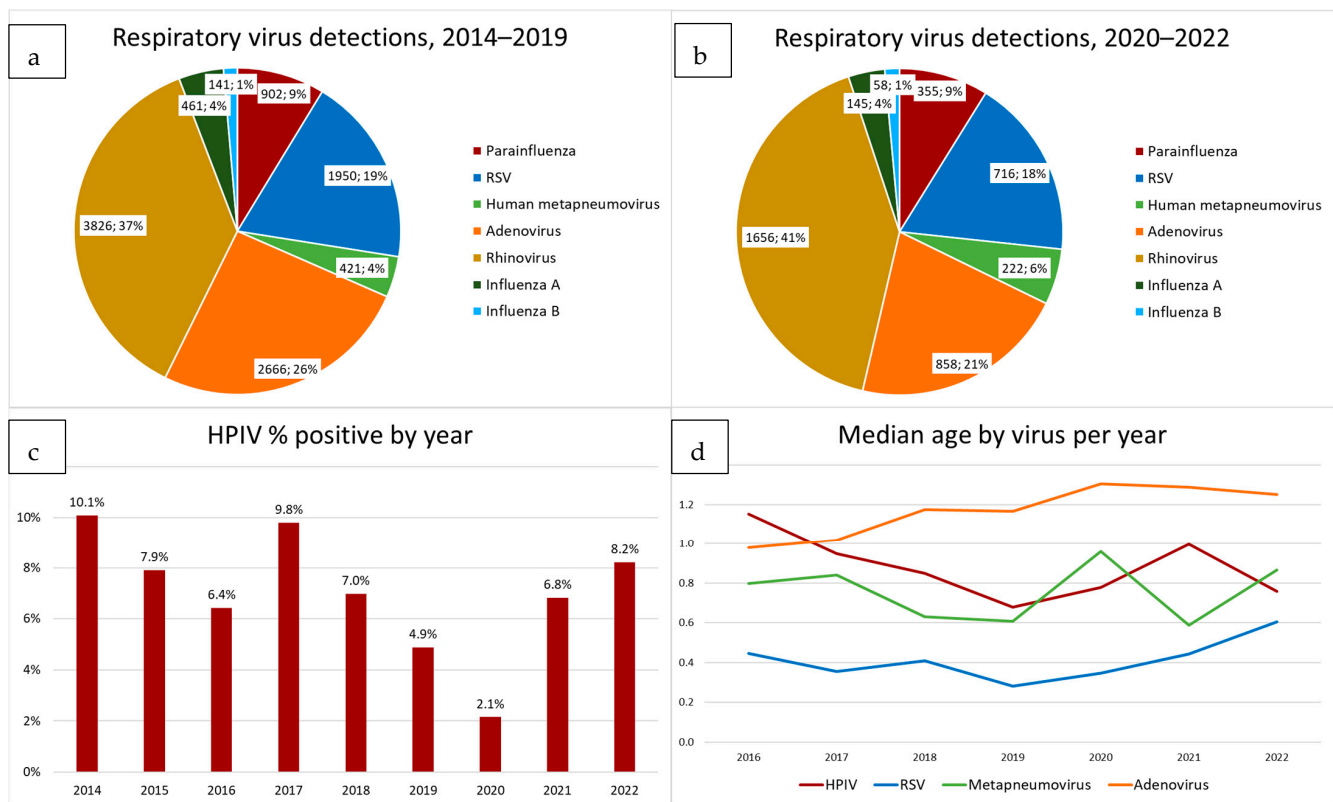 a
Respiratory virus detections, 2014–2019
141; 1%
902; 9%
461; 4%
1950; 19%
3826; 37%
421; 4%
2666; 26%
Parainfluenza
RSV
Human metapneumovirus
Adenovirus
Rhinovirus
Influenza A
Influenza B
b
Respiratory virus detections, 2020–2022
58; 1%
355; 9%
145; 4%
716; 18%
1656; 41%
222; 6%
858; 21%
Parainfluenza
RSV
Human metapneumovirus
Adenovirus
Rhinovirus
Influenza A
Influenza B
c
HPIV % positive by year
10%
8%
6%
4%
2%
0%
10.1%
7.9%
6.4%
9.8%
7.0%
4.9%
2.1%
6.8%
8.2%
2014 2015 2016 2017 2018 2019 2020 2021 2022
d
Median age by virus per year
1.2
1.0
0.8
0.6
0.4
0.2
0.0
2016 2017 2018 2019 2020 2021 2022
HPIV RSV Metapneumovirus Adenovirus